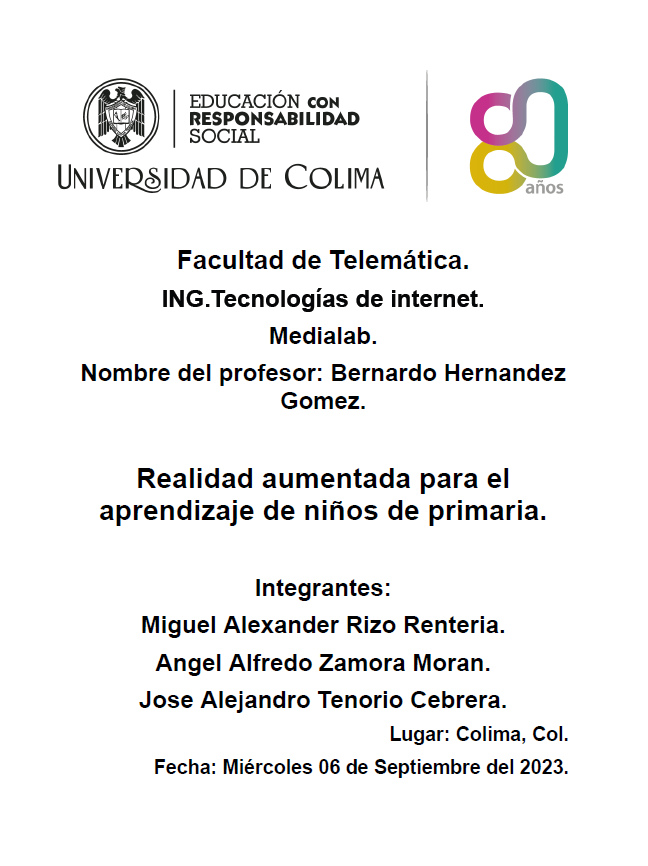 EDUCACIÓN CON
RESPONSABILIDAD
SOCIAL
UNIVERSIDAD DE COLIMA
80
años
Facultad de Telemática.
ING.Tecnologías de internet.
Medialab.
Nombre del profesor: Bernardo Hernandez
Gomez.
Realidad aumentada para el
aprendizaje de niños de primaria.
Integrantes:
Miguel Alexander Rizo Renteria.
Angel Alfredo Zamora Moran.
Jose Alejandro Tenorio Cebrera.
Lugar: Colima, Col.
Fecha: Miércoles 06 de Septiembre del 2023.